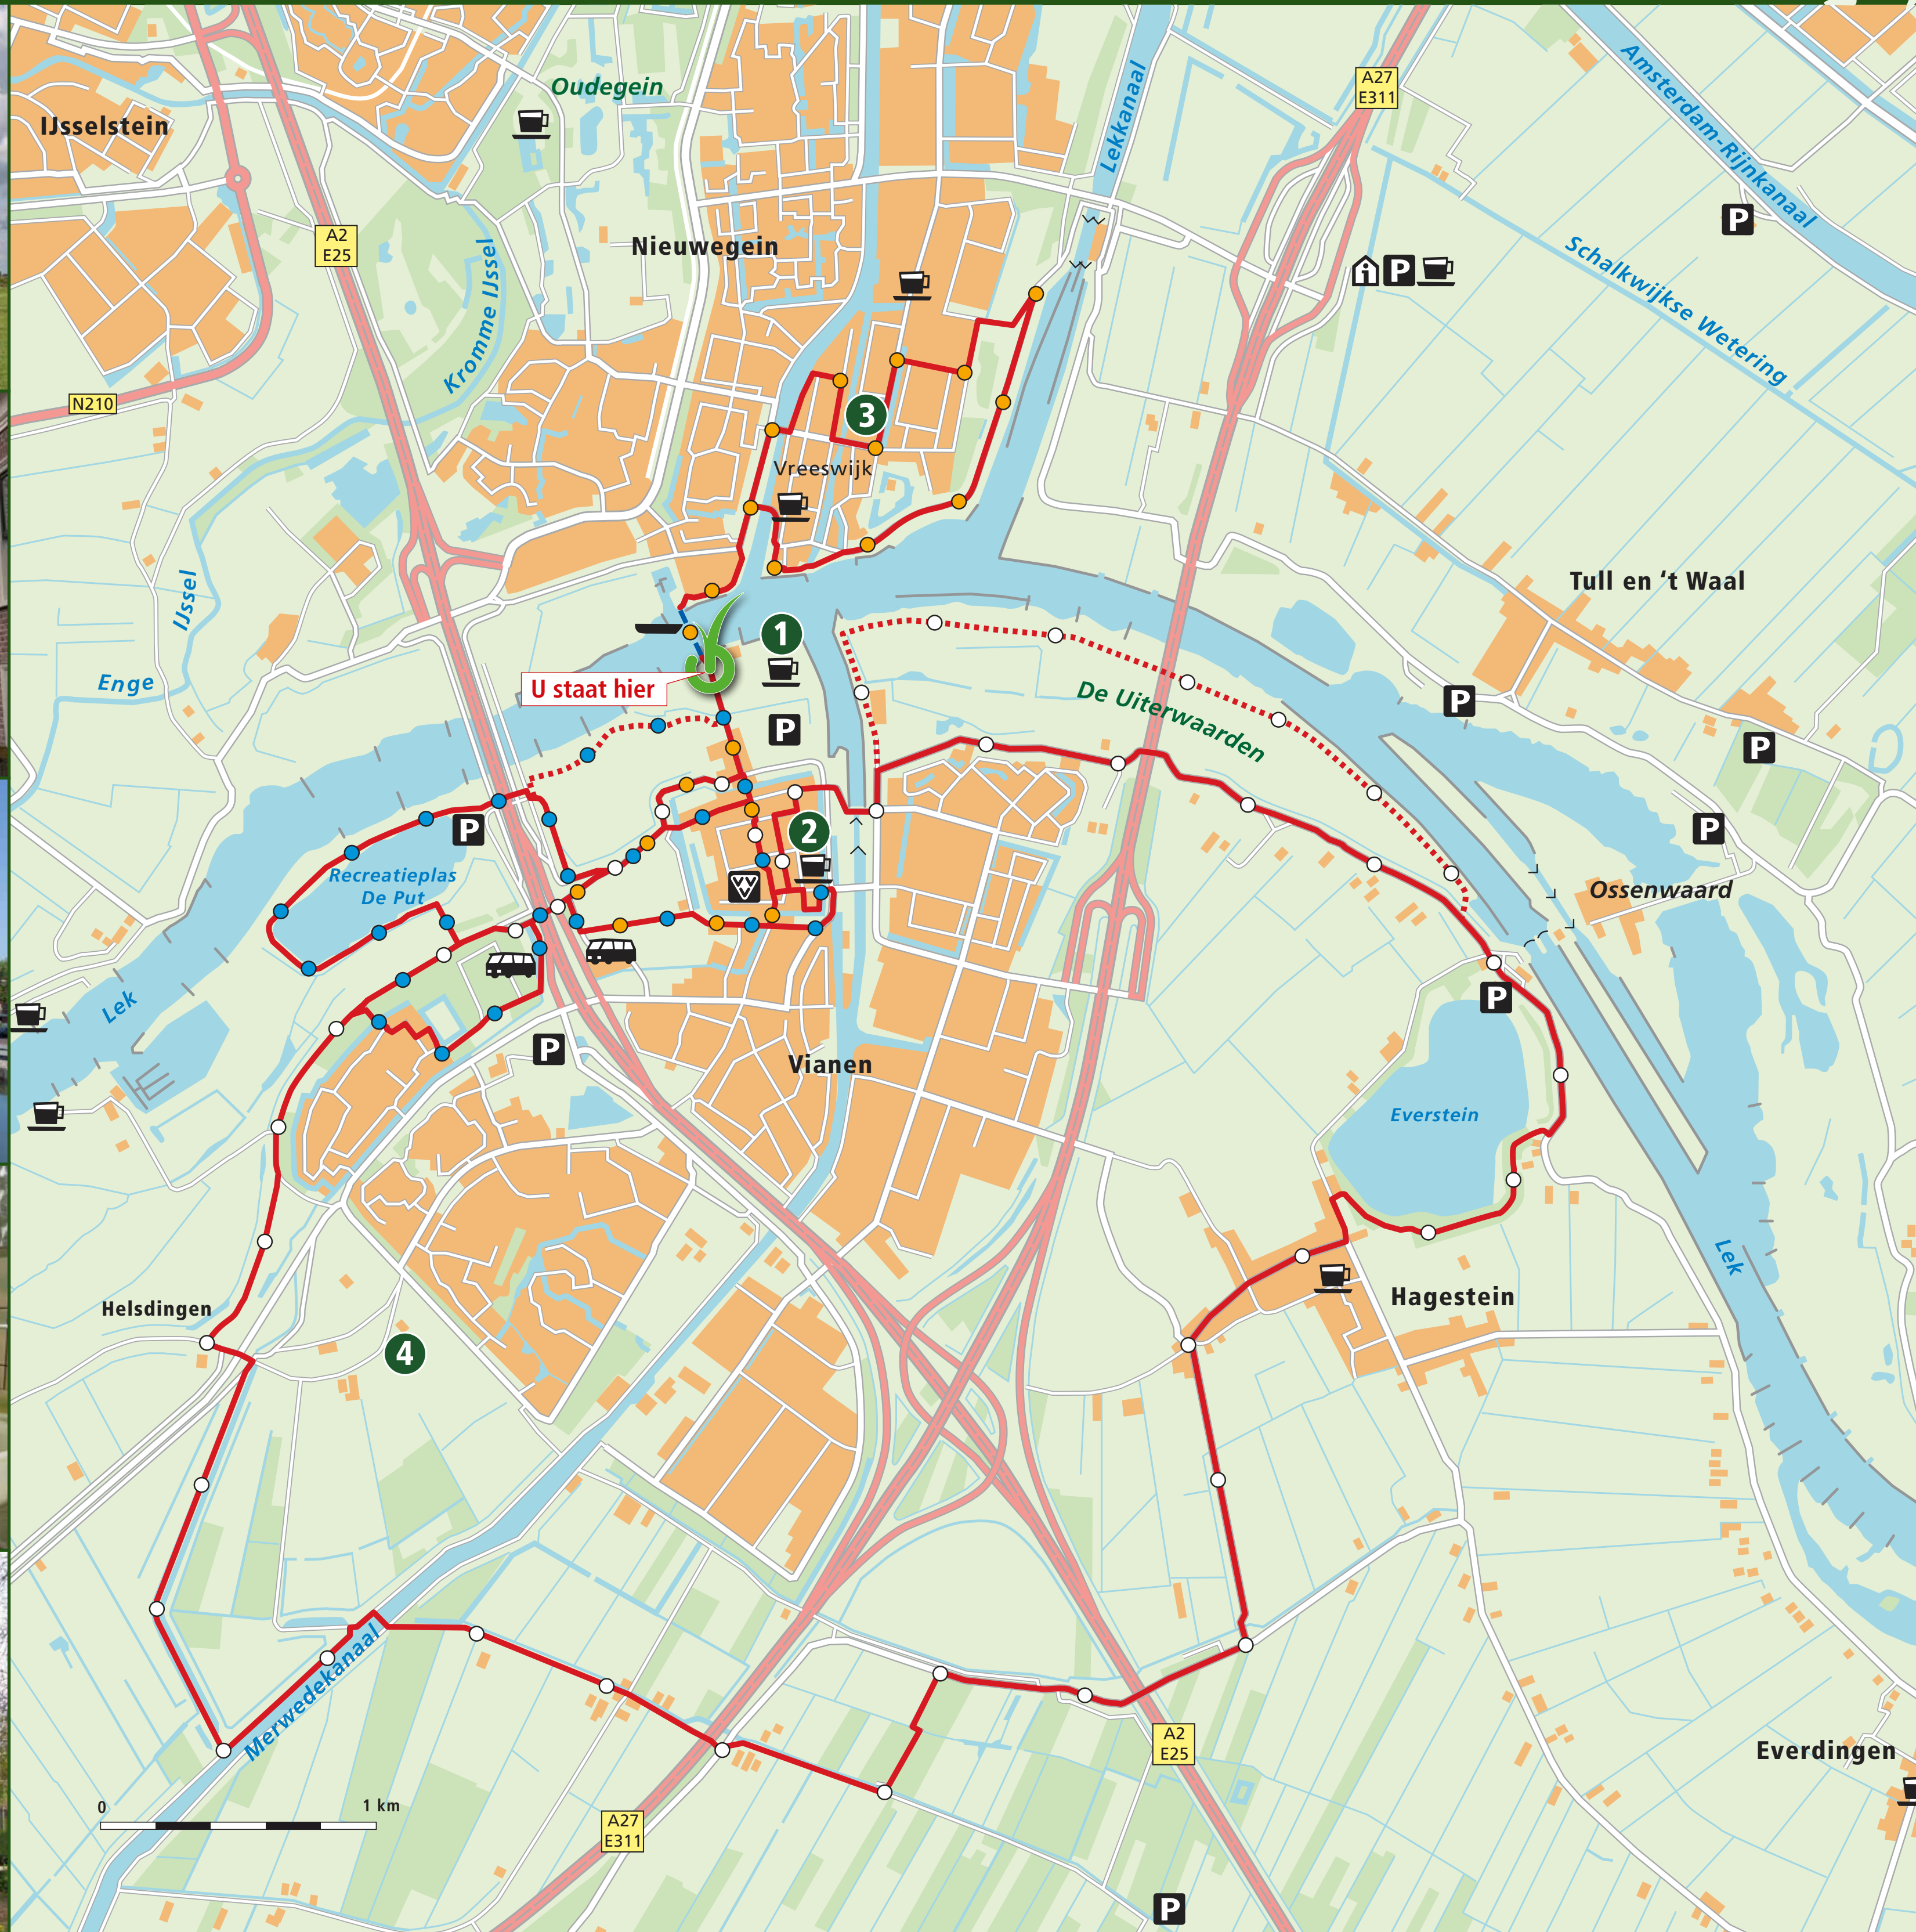 Oudegein
IJsselstein
Lekkanaal
A27
E311
Amsterdam-Rijnkanaal
P
A2
E25
Nieuwegein
Kromme IJssel
i P
Schalkwijkse Wetering
N210
3
Vreeswijk
IJssel
Tull en ‘t Waal
1
Enge
U staat hier
De Uiterwaarden
P
P
P
P
2
P
Recreatieplas
De Put
VV
Ossenwaard
Lek
P
P
Vianen
Everstein
Lek
Helsdingen
Hagestein
4
Merwedekanaal
A2
E25
Everdingen
0 1 km
A27
E311
P